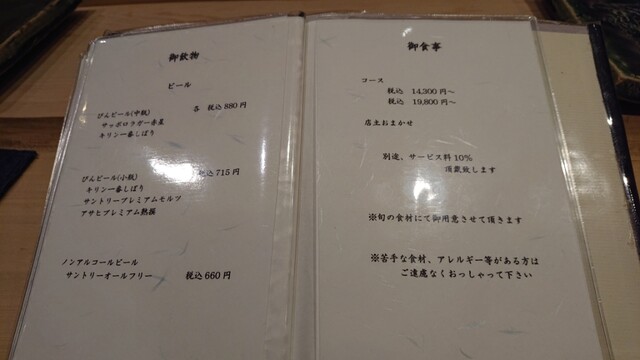 御飲物
ビール
びんビール(中瓶) 各 税込880円
サッポロラガー赤星
キリン一番しぼり
びんビール(小瓶) 税込715円
キリン一番しぼり
サントリープレミアムモルツ
アサヒプレミアム熟撰
ノンアルコールビール
サントリーオールフリー 税込660円
御食事
コース
税込 14,300円~
税込 19,800円~
店主おまかせ
別途、サービス料10%
頂戴致します
※旬の食材にて御用意させて頂きます
※苦手な食材、アレルギー等がある方は
ご遠慮なくおっしゃって下さい